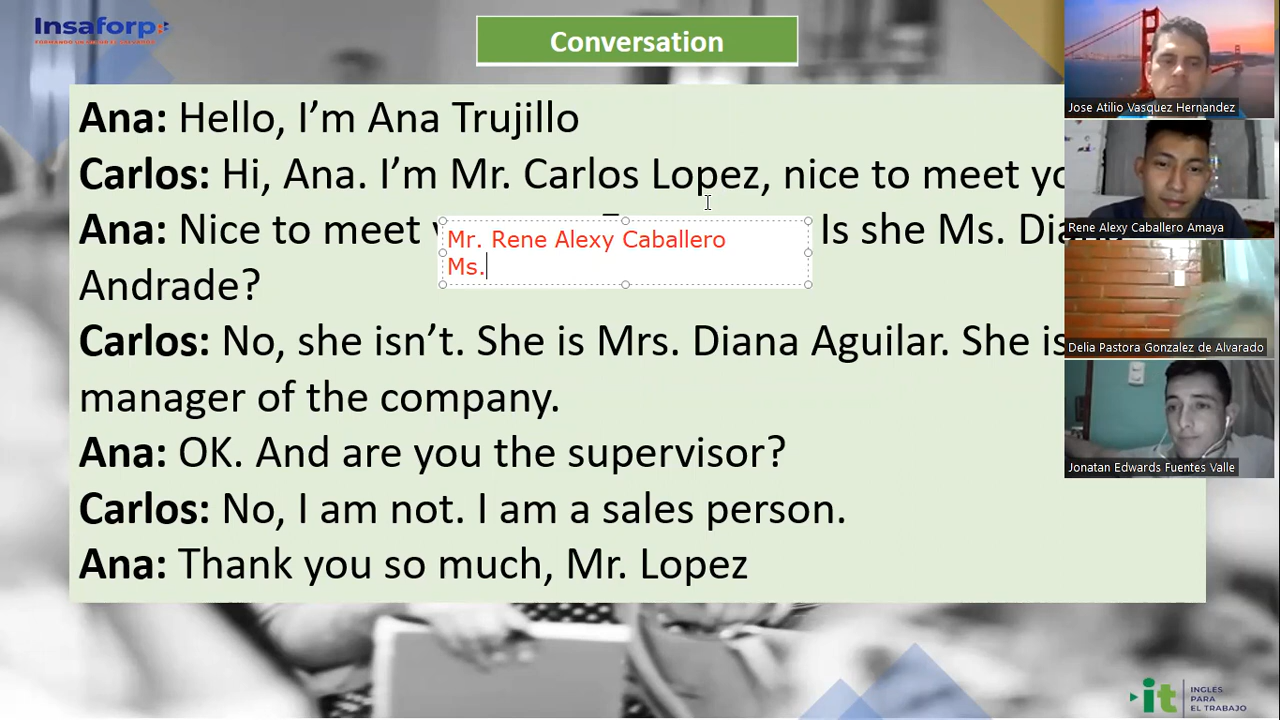 Insaforp
Conversation
Ana: Hello, I'm Ana Trujillo
Carlos: Hi, Ana. I'm Mr. Carlos Lopez, nice to meet
Ana: Nice to meet Is she Ms.
Mr. Rene Alexy Caballero
Ms.
Andrade?
Carlos: No, she isn't. She is Mrs. Diana Aguilar. She is
manager of the company.
Ana: OK. And are you the supervisor?
Carlos: No, I am not. I am a sales person.
Ana: Thank you so much, Mr. Lopez
Jose Atilio Vasquez Hernandez
Rene Alexy Caballero Amaya
Delia Pastora Gonzalez de Alvarado
Jonatan Edwards Fuentes Valle
it
INGLES
PARA
EL TRABAJO